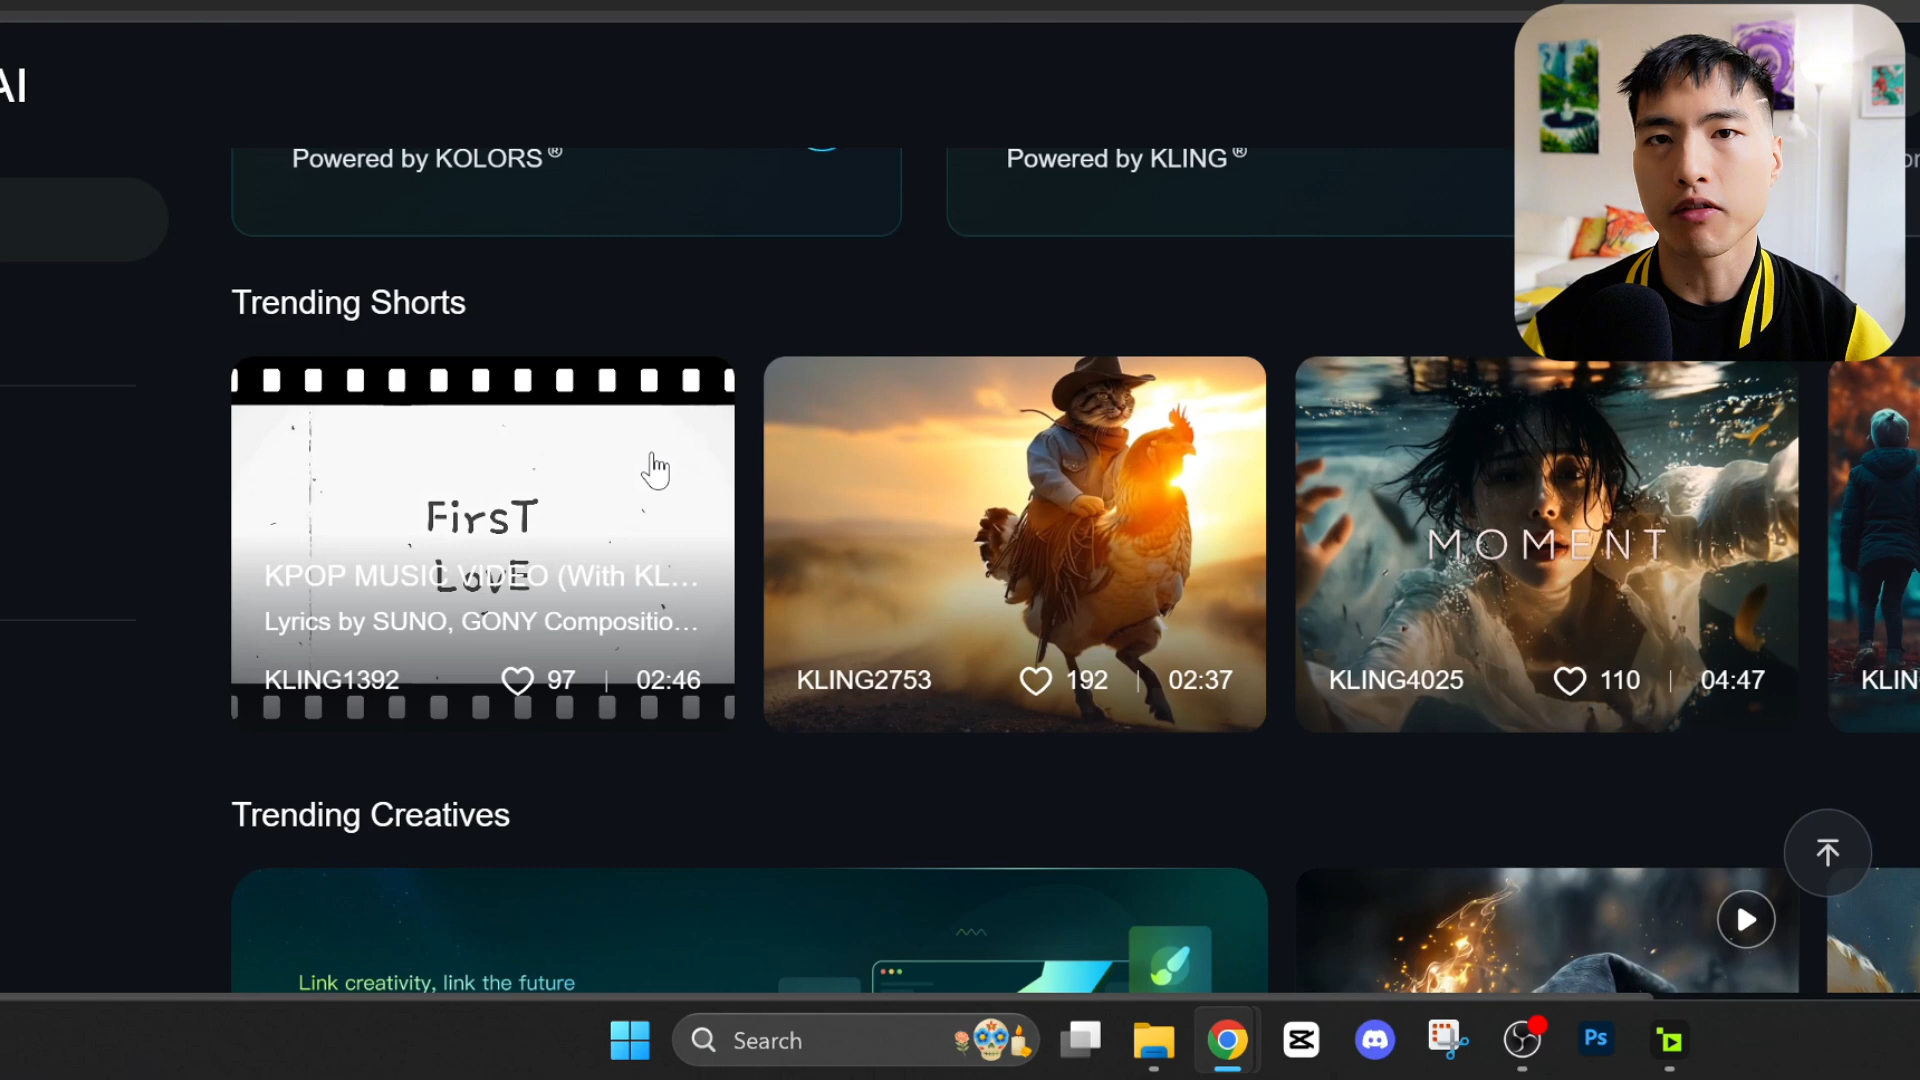 AI
Powered by KOLORS ®
Powered by KLING ®
Trending Shorts
FirsT
LovE
KPOP MUSIC VIDEO (With KL...
Lyrics by SUNO, GONY Compositio...
KLING1392
97
02:46
KLING2753
192
02:37
MOMENT
KLING4025
110
04:47
KLIN
Trending Creatives
Link creativity, link the future
Search
Ps